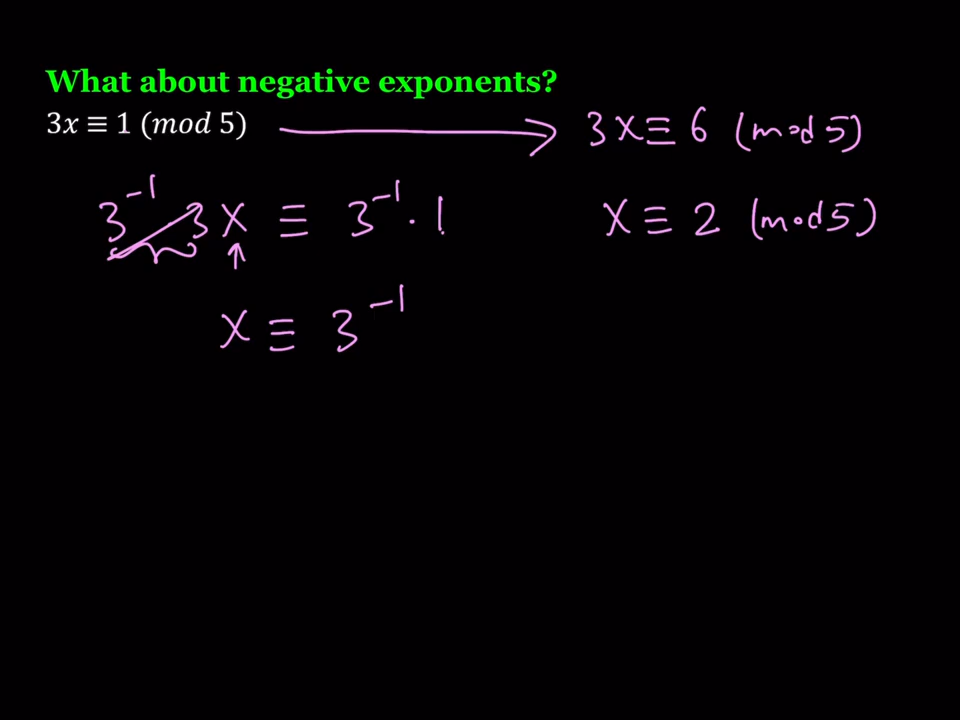 What about negative exponents?
3x ≡ 1 (mod 5) → 3x ≡ 6 (mod 5)
3⁻¹ 3x ≡ 3⁻¹ · 1
x ≡ 2 (mod 5)
x ≡ 3⁻¹